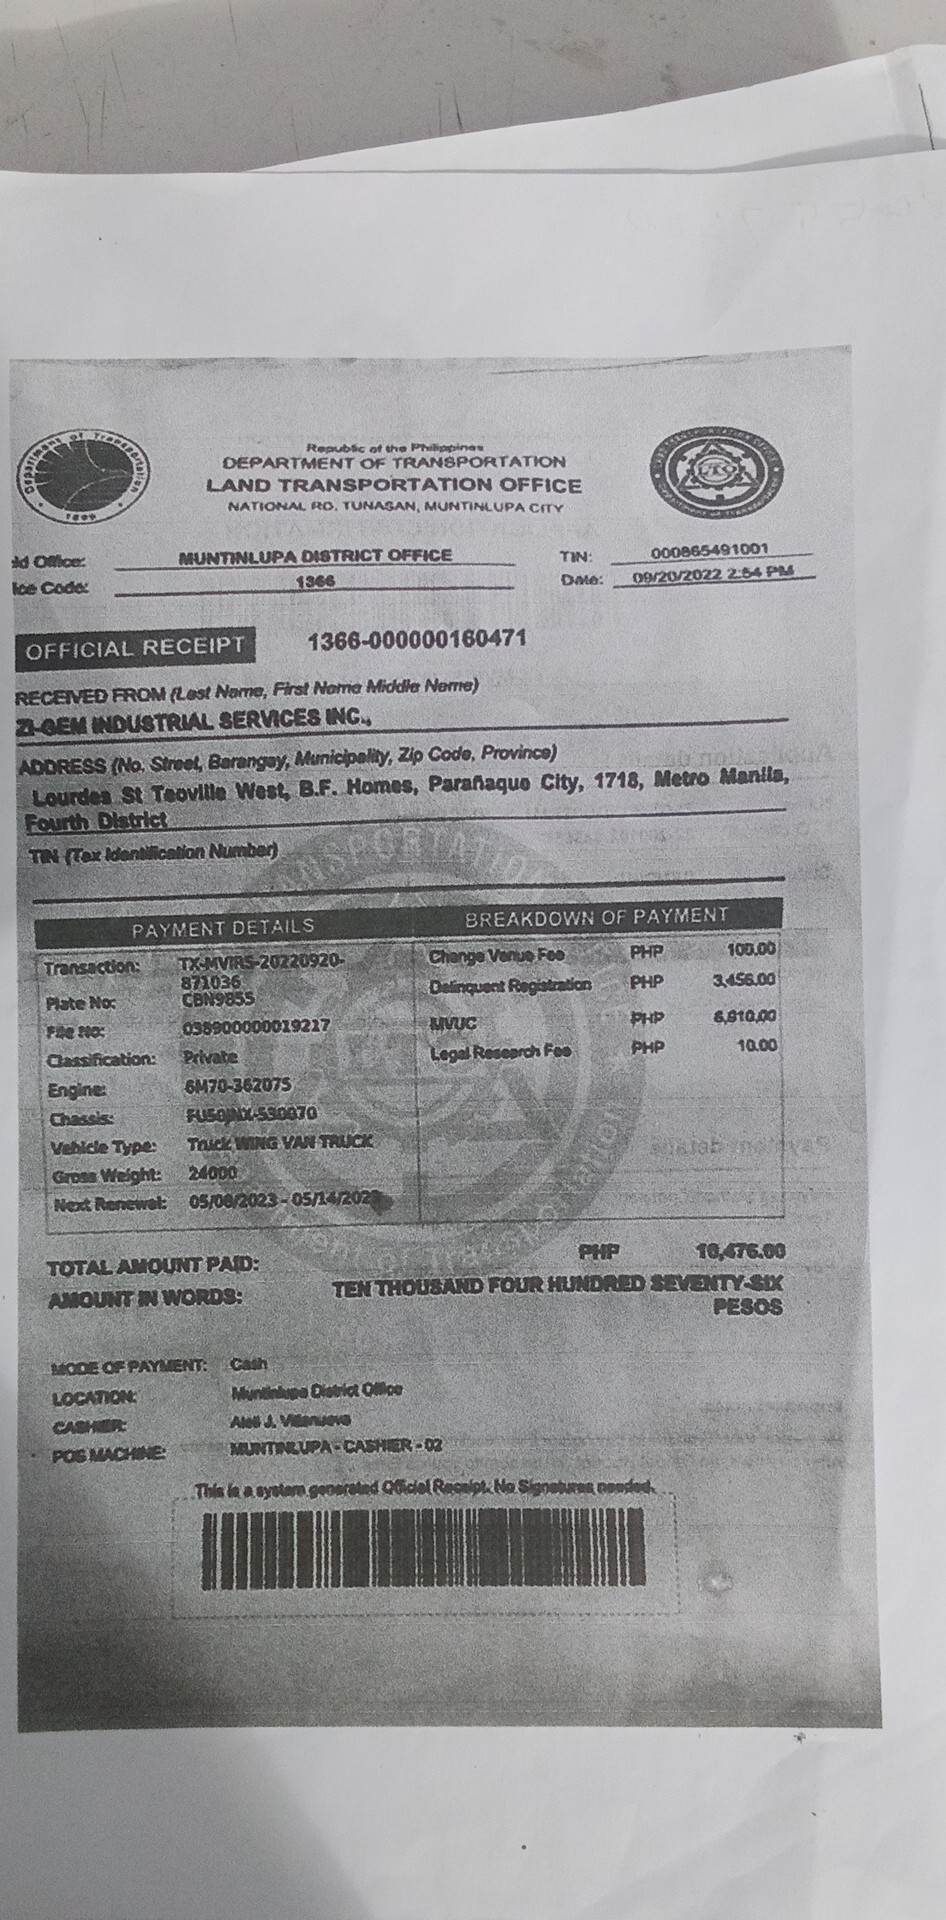 Republic of the Philippines
DEPARTMENT OF TRANSPORTATION
LAND TRANSPORTATION OFFICE
NATIONAL RD. TUNASAN, MUNTINLUPA CITY
ld Office: MUNTINLUPA DISTRICT OFFICE TIN: 000865491001
ice Code: 1366 Date: 09/20/2022 2:54 PM
OFFICIAL RECEIPT 1366-000000160471
RECEIVED FROM (Last Name, First Name Middle Name)
ZI-GEM INDUSTRIAL SERVICES INC.,
ADDRESS (No. Street, Barangay, Municipality, Zip Code, Province)
Lourdes St Teoville West, B.F. Homes, Parañaque City, 1718, Metro Manila,
Fourth District
TIN (Tax Identification Number)
PAYMENT DETAILS BREAKDOWN OF PAYMENT
Transaction: TX-MVIRS-20220920-
871036
Plate No: CBN9855
File No: 038900000019217
Classification: Private
Engine: 6M70-362075
Chassis: FU50JNX-530070
Vehicle Type: Truck WING VAN TRUCK
Gross Weight: 24000
Next Renewal: 05/08/2023 - 05/14/2023
Change Venue Fee PHP 100.00
Delinquent Registration PHP 3,456.00
MVUC PHP 6,910.00
Legal Research Fee PHP 10.00
TOTAL AMOUNT PAID: PHP 10,476.00
AMOUNT IN WORDS: TEN THOUSAND FOUR HUNDRED SEVENTY-SIX
PESOS
MODE OF PAYMENT: Cash
LOCATION: Muntinlupa District Office
CASHIER: J. Villanueva
POS MACHINE: MUNTINLUPA - CASHIER - 02
This is a system generated Official Receipt. No Signatures needed.